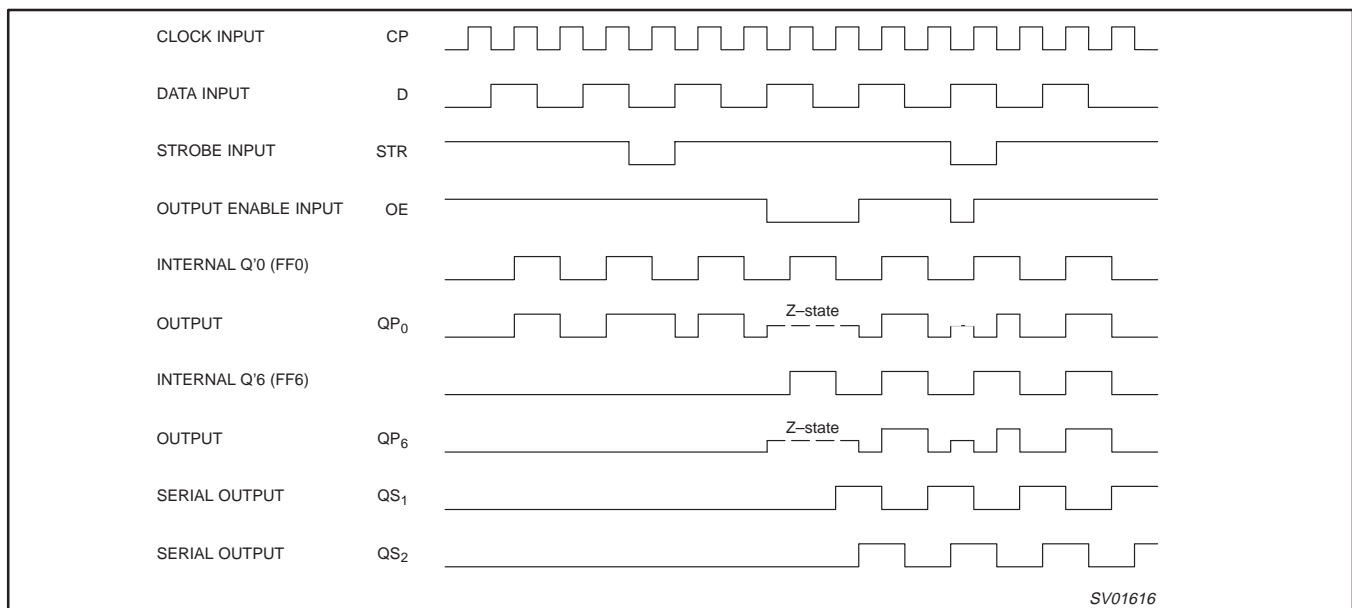 CLOCK INPUT CP
DATA INPUT D
STROBE INPUT STR
OUTPUT ENABLE INPUT OE
INTERNAL Q'0 (FF0)
Z–state
OUTPUT QP0
INTERNAL Q'6 (FF6)
Z–state
OUTPUT QP6
SERIAL OUTPUT QS1
SERIAL OUTPUT QS2
SV01616